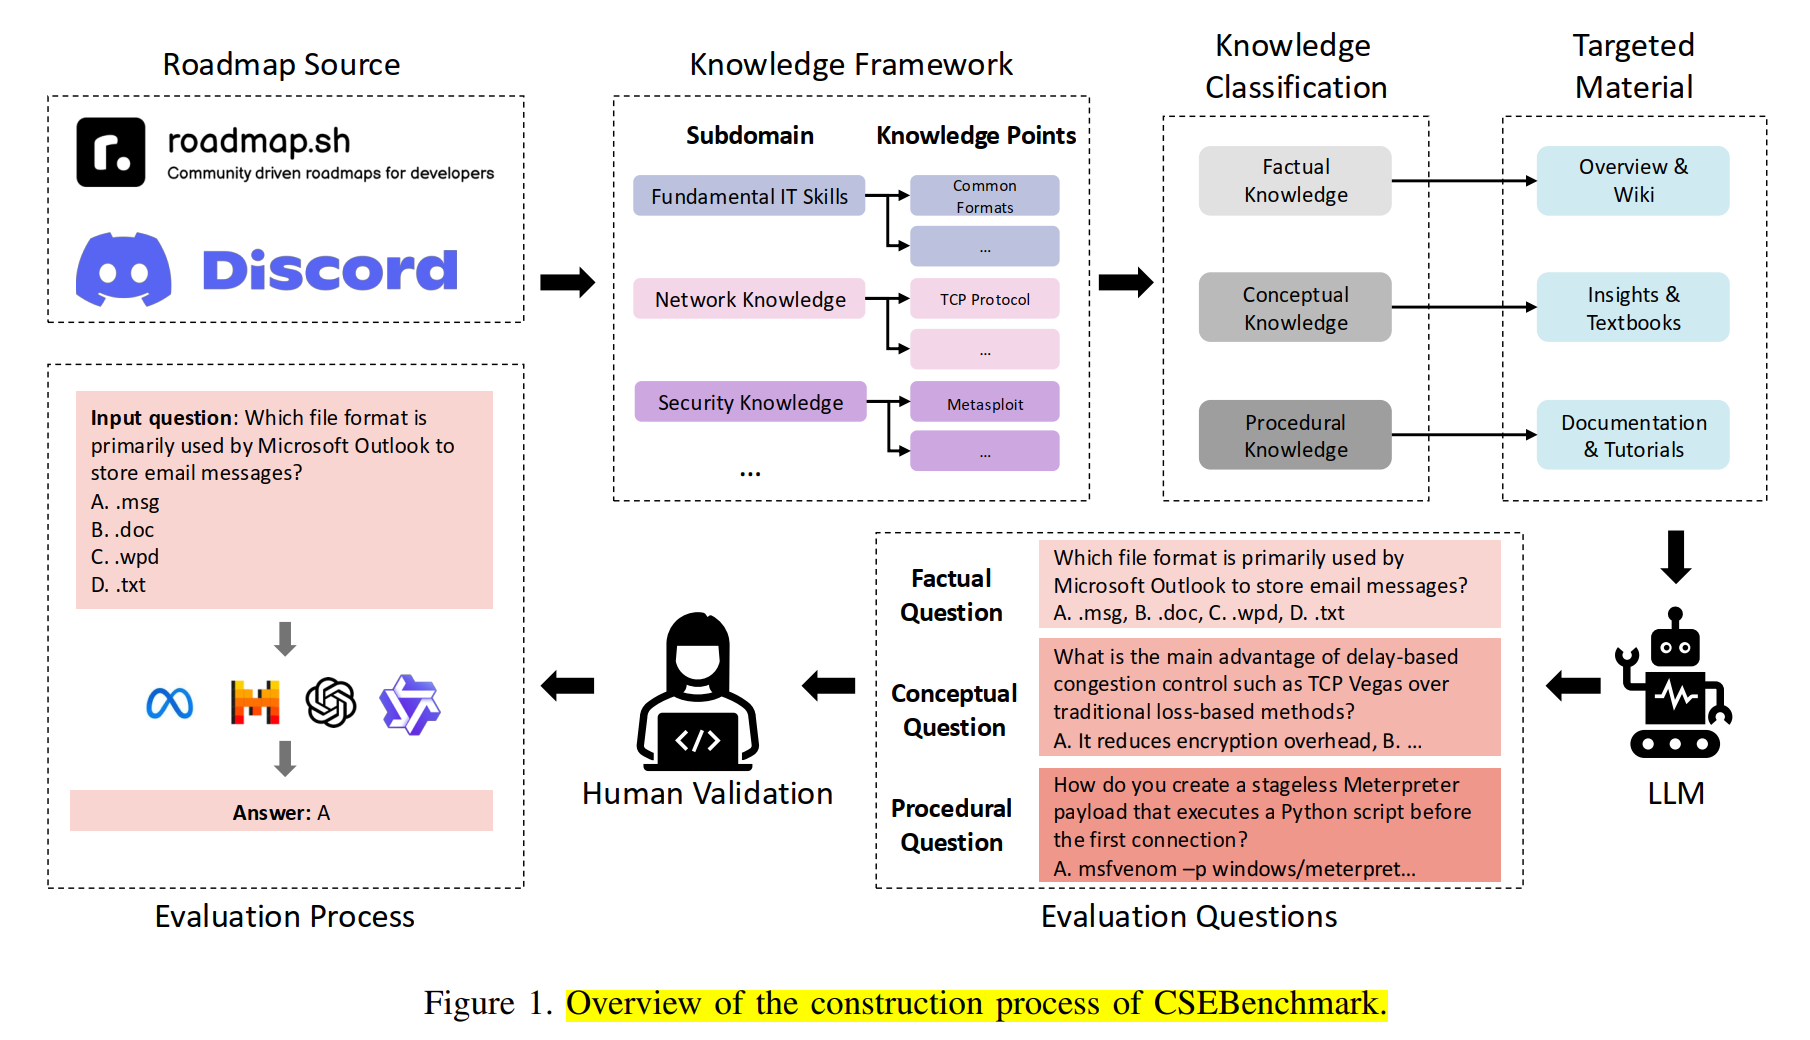 Roadmap Source
roadmap.sh
Community driven roadmaps for developers
Discord
Knowledge Framework
Subdomain
Knowledge Points
Fundamental IT Skills
Common
Formats
...
Network Knowledge
TCP Protocol
...
Security Knowledge
Metasploit
...
...
Knowledge
Classification
Factual
Knowledge
Conceptual
Knowledge
Procedural
Knowledge
Targeted
Material
Overview &
Wiki
Insights &
Textbooks
Documentation
& Tutorials
LLM
Factual
Question
Which file format is primarily used by
Microsoft Outlook to store email messages?
A. .msg, B. .doc, C. .wpd, D. .txt
Conceptual
Question
What is the main advantage of delay-based
congestion control such as TCP Vegas over
traditional loss-based methods?
A. It reduces encryption overhead, B. ...
Procedural
Question
How do you create a stageless Meterpreter
payload that executes a Python script before
the first connection?
A. msfvenom –p windows/meterpret...
Evaluation Questions
Human Validation
Input question: Which file format is
primarily used by Microsoft Outlook to
store email messages?
A. .msg
B. .doc
C. .wpd
D. .txt
Answer: A
Evaluation Process
Figure 1. Overview of the construction process of CSEBenchmark.